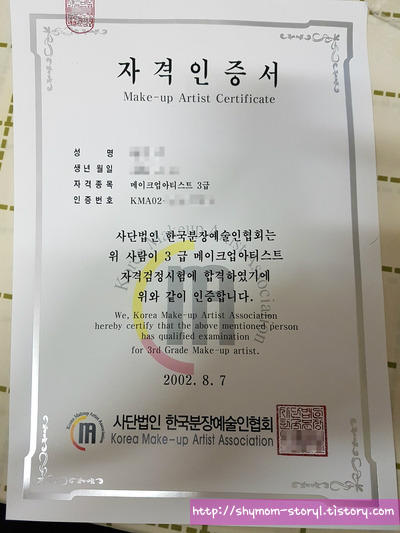 자격인증서
Make-up Artist Certificate
성 명
생년월일
자격종목 메이크업아티스트 3급
인증번호 KMA02-
사단법인 한국분장예술인협회는
위 사람이 3 급 메이크업아티스트
자격검정시험에 합격하였기에
위와 같이 인증합니다.
We, Korea Make-up Artist Association
hereby certify that the above mentioned person
has qualified examination
for 3rd Grade Make-up artist.
2002. 8. 7
사단법인 한국분장예술인협회
Korea Make-up Artist Association
http://shymom-story1.tistory.com